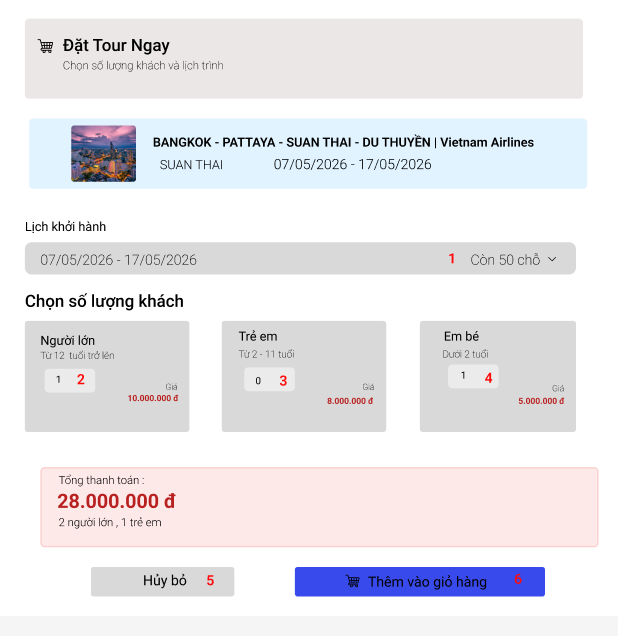 Đặt Tour Ngay
Chọn số lượng khách và lịch trình
BANGKOK - PATTAYA - SUAN THAI - DU THUYỀN | Vietnam Airlines
SUAN THAI 07/05/2026 - 17/05/2026
Lịch khởi hành
07/05/2026 - 17/05/2026 1 Còn 50 chỗ
Chọn số lượng khách
Người lớn
Từ 12 tuổi trở lên
1 2
Giá
10.000.000 đ
Trẻ em
Từ 2 - 11 tuổi
0 3
Giá
8.000.000 đ
Em bé
Dưới 2 tuổi
1 4
Giá
5.000.000 đ
Tổng thanh toán :
28.000.000 đ
2 người lớn , 1 trẻ em
Hủy bỏ 5
Thêm vào giỏ hàng 6